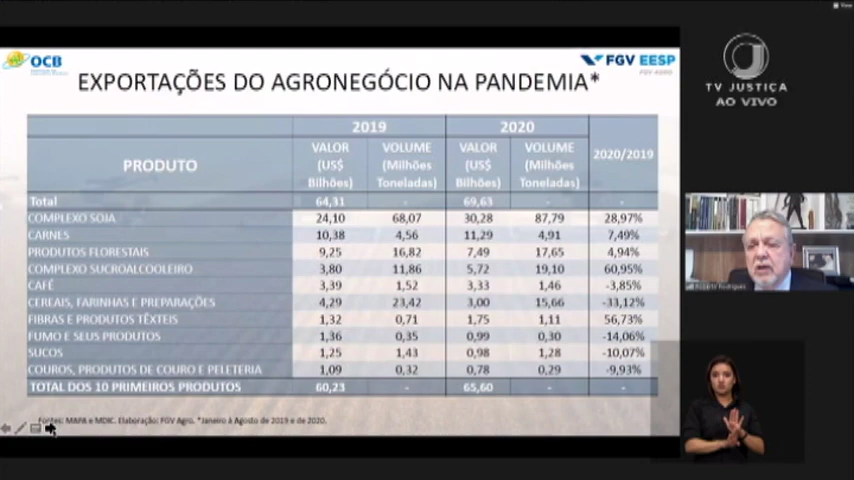 View
OCB
FGV EESP
FGV AGRO
EXPORTAÇÕES DO AGRONEGÓCIO NA PANDEMIA*
TV JUSTIÇA
AO VIVO
2019 2020
PRODUTO VALOR (US$ Bilhões) VOLUME (Milhões Toneladas) VALOR (US$ Bilhões) VOLUME (Milhões Toneladas) 2020/2019
Total 64,31 - 69,63 - -
COMPLEXO SOJA 24,10 68,07 30,28 87,79 28,97%
CARNES 10,38 4,56 11,29 4,91 7,49%
PRODUTOS FLORESTAIS 9,25 16,82 7,49 17,65 4,94%
COMPLEXO SUCROALCOOLEIRO 3,80 11,86 5,72 19,10 60,95%
CAFÉ 3,39 1,52 3,33 1,46 -3,85%
CEREAIS, FARINHAS E PREPARAÇÕES 4,29 23,42 3,00 15,66 -33,12%
FIBRAS E PRODUTOS TÊXTEIS 1,32 0,71 1,75 1,11 56,73%
FUMO E SEUS PRODUTOS 1,36 0,35 0,99 0,30 -14,06%
SUCOS 1,25 1,43 0,98 1,28 -10,07%
COUROS, PRODUTOS DE COURO E PELETERIA 1,09 0,32 0,78 0,29 -9,93%
TOTAL DOS 10 PRIMEIROS PRODUTOS 60,23 - 65,60 - -
Fontes: MAPA e MDIC. Elaboração: FGV Agro. *Janeiro à Agosto de 2019 e de 2020.
Roberto Rodrigues